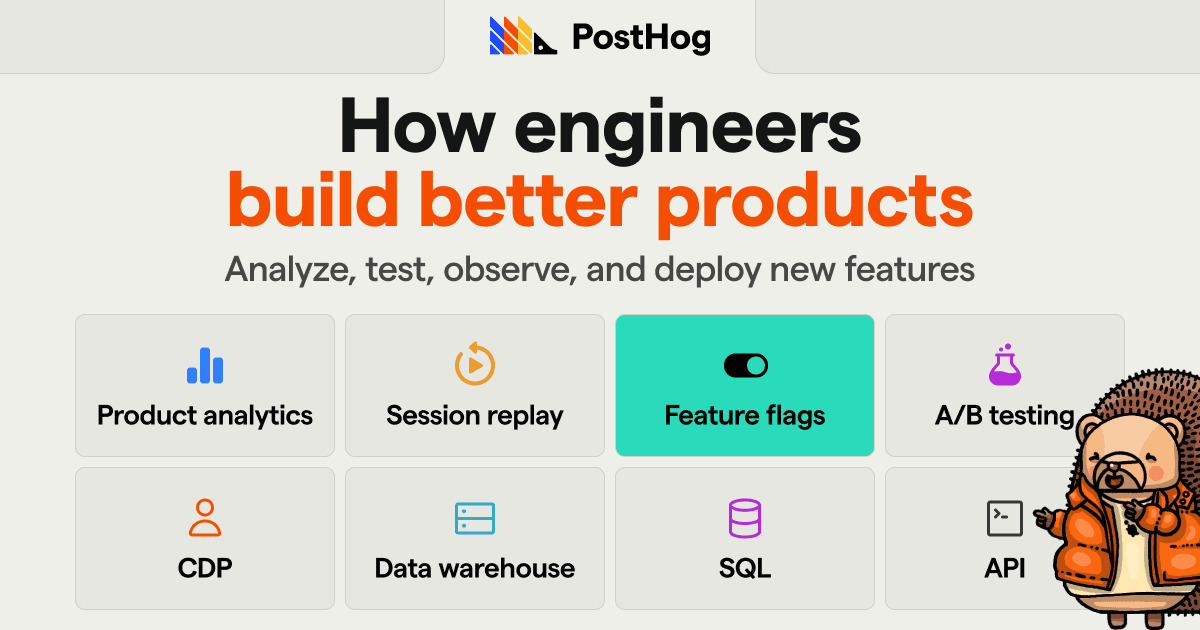 PostHog
How engineers
build better products
Analyze, test, observe, and deploy new features
Product analytics
Session replay
Feature flags
A/B testing
CDP
Data warehouse
SQL
API